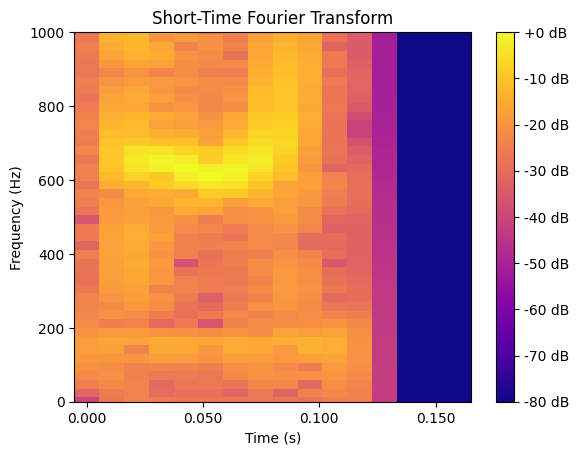 Short-Time Fourier Transform
1000
800
600
400
200
0
Frequency (Hz)
0.000
0.050
0.100
0.150
Time (s)
+0 dB
-10 dB
-20 dB
-30 dB
-40 dB
-50 dB
-60 dB
-70 dB
-80 dB